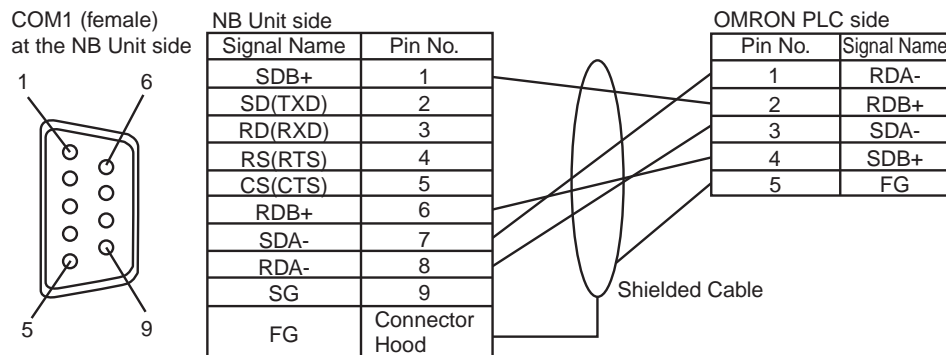 COM1 (female)
at the NB Unit side
1
6
5
9
NB Unit side
Signal Name Pin No.
SDB+ 1
SD(TXD) 2
RD(RXD) 3
RS(RTS) 4
CS(CTS) 5
RDB+ 6
SDA- 7
RDA- 8
SG 9
FG Connector
Hood
Shielded Cable
OMRON PLC side
Pin No. Signal Name
1 RDA-
2 RDB+
3 SDA-
4 SDB+
5 FG